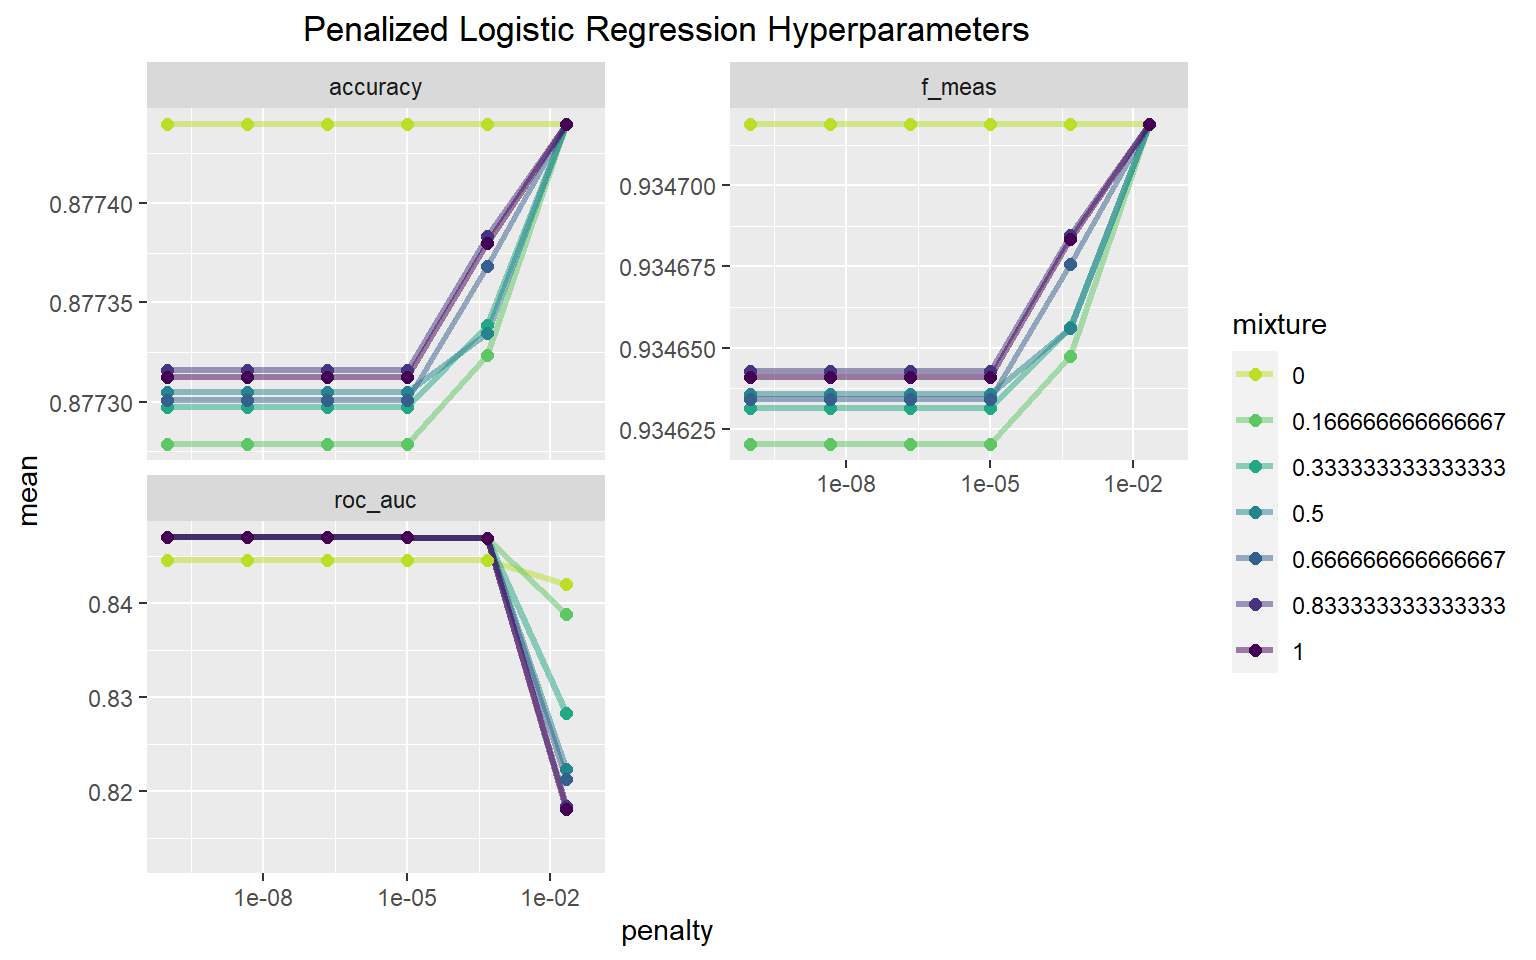 Penalized Logistic Regression Hyperparameters
accuracy
f_meas
0.87740
0.87735
0.87730
0.934700
0.934675
0.934650
0.934625
1e-08
1e-05
1e-02
roc_auc
0.84
0.83
0.82
1e-08
1e-05
1e-02
mean
penalty
mixture
0
0.166666666666667
0.333333333333333
0.5
0.666666666666667
0.833333333333333
1